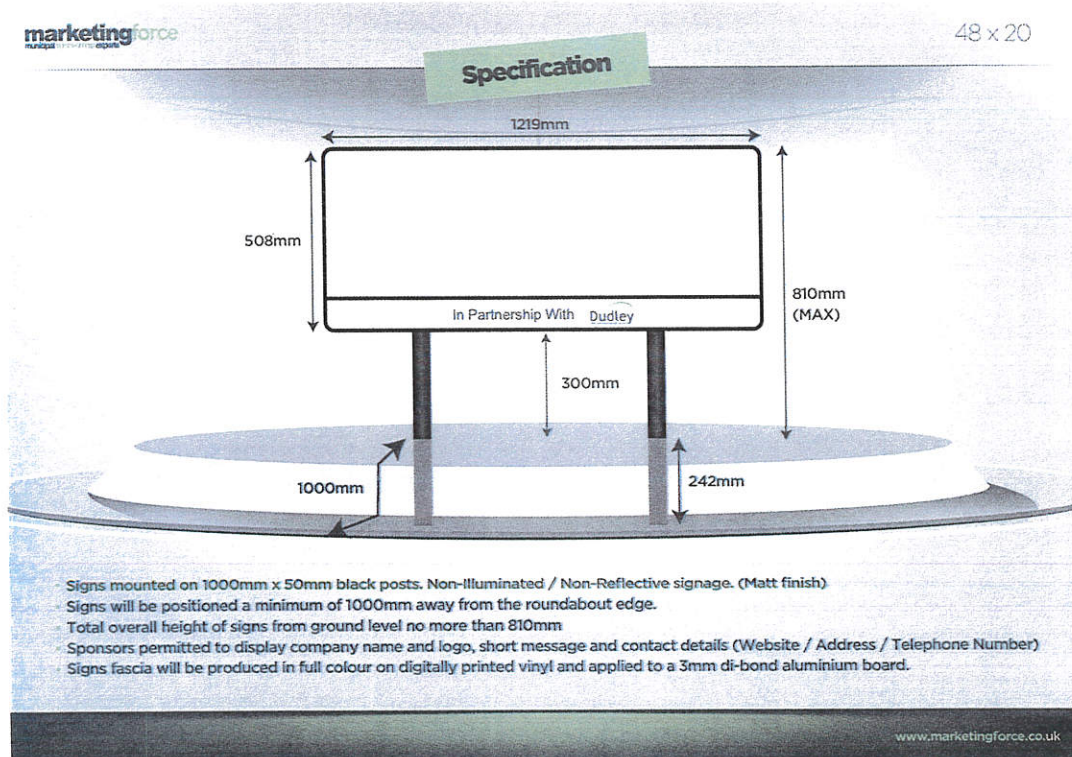 marketingforce
municipal sponsorship experts
48 x 20
Specification
1219mm
508mm
810mm
(MAX)
In Partnership With Dudley
300mm
1000mm
242mm
Signs mounted on 1000mm x 50mm black posts. Non-Illuminated / Non-Reflective signage. (Matt finish)
Signs will be positioned a minimum of 1000mm away from the roundabout edge.
Total overall height of signs from ground level no more than 810mm
Sponsors permitted to display company name and logo, short message and contact details (Website / Address / Telephone Number)
Signs fascia will be produced in full colour on digitally printed vinyl and applied to a 3mm di-bond aluminium board.
www.marketingforce.co.uk